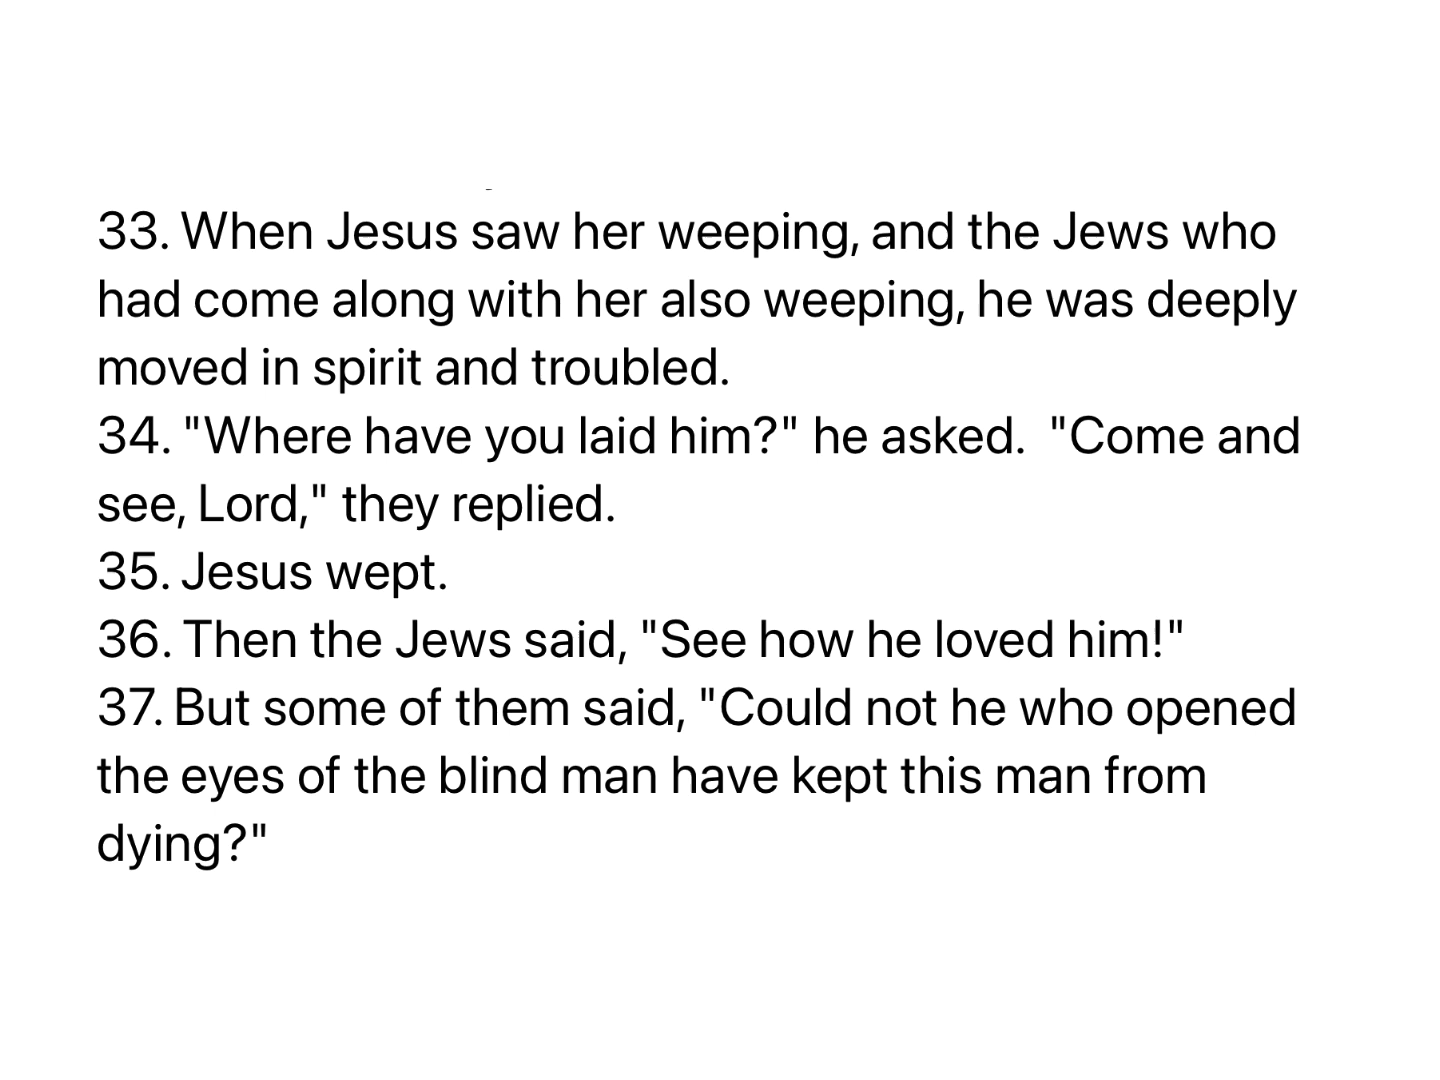 33. When Jesus saw her weeping, and the Jews who
had come along with her also weeping, he was deeply
moved in spirit and troubled.
34. "Where have you laid him?" he asked.  "Come and
see, Lord," they replied.
35. Jesus wept.
36. Then the Jews said, "See how he loved him!"
37. But some of them said, "Could not he who opened
the eyes of the blind man have kept this man from
dying?"